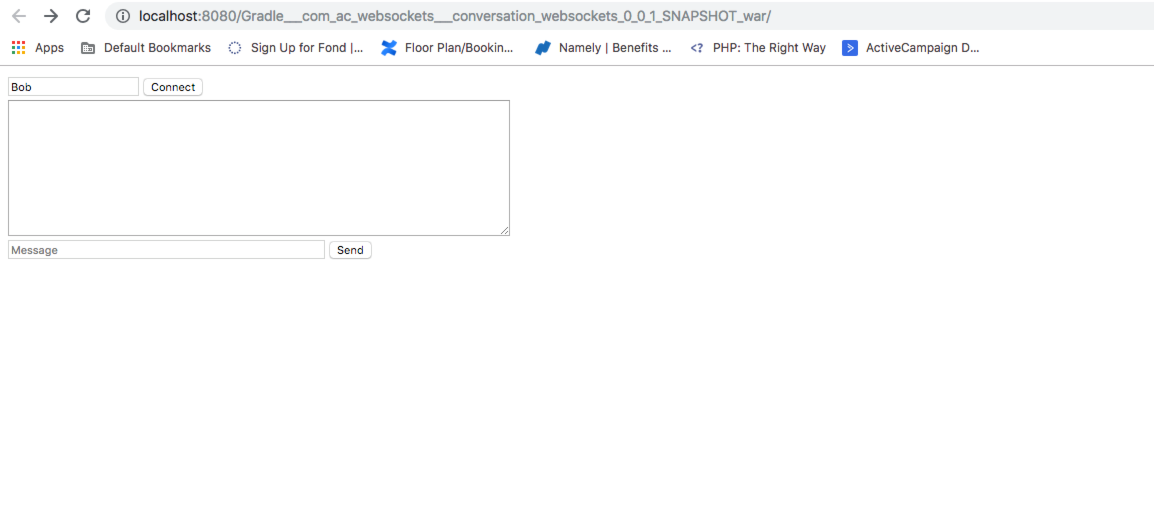 localhost:8080/Gradle___com_ac_websockets___conversation_websockets_0_0_1_SNAPSHOT_war/
Apps Default Bookmarks Sign Up for Fond |... Floor Plan/Bookin... Namely | Benefits ... <? PHP: The Right Way ActiveCampaign D...
Bob Connect
Message Send